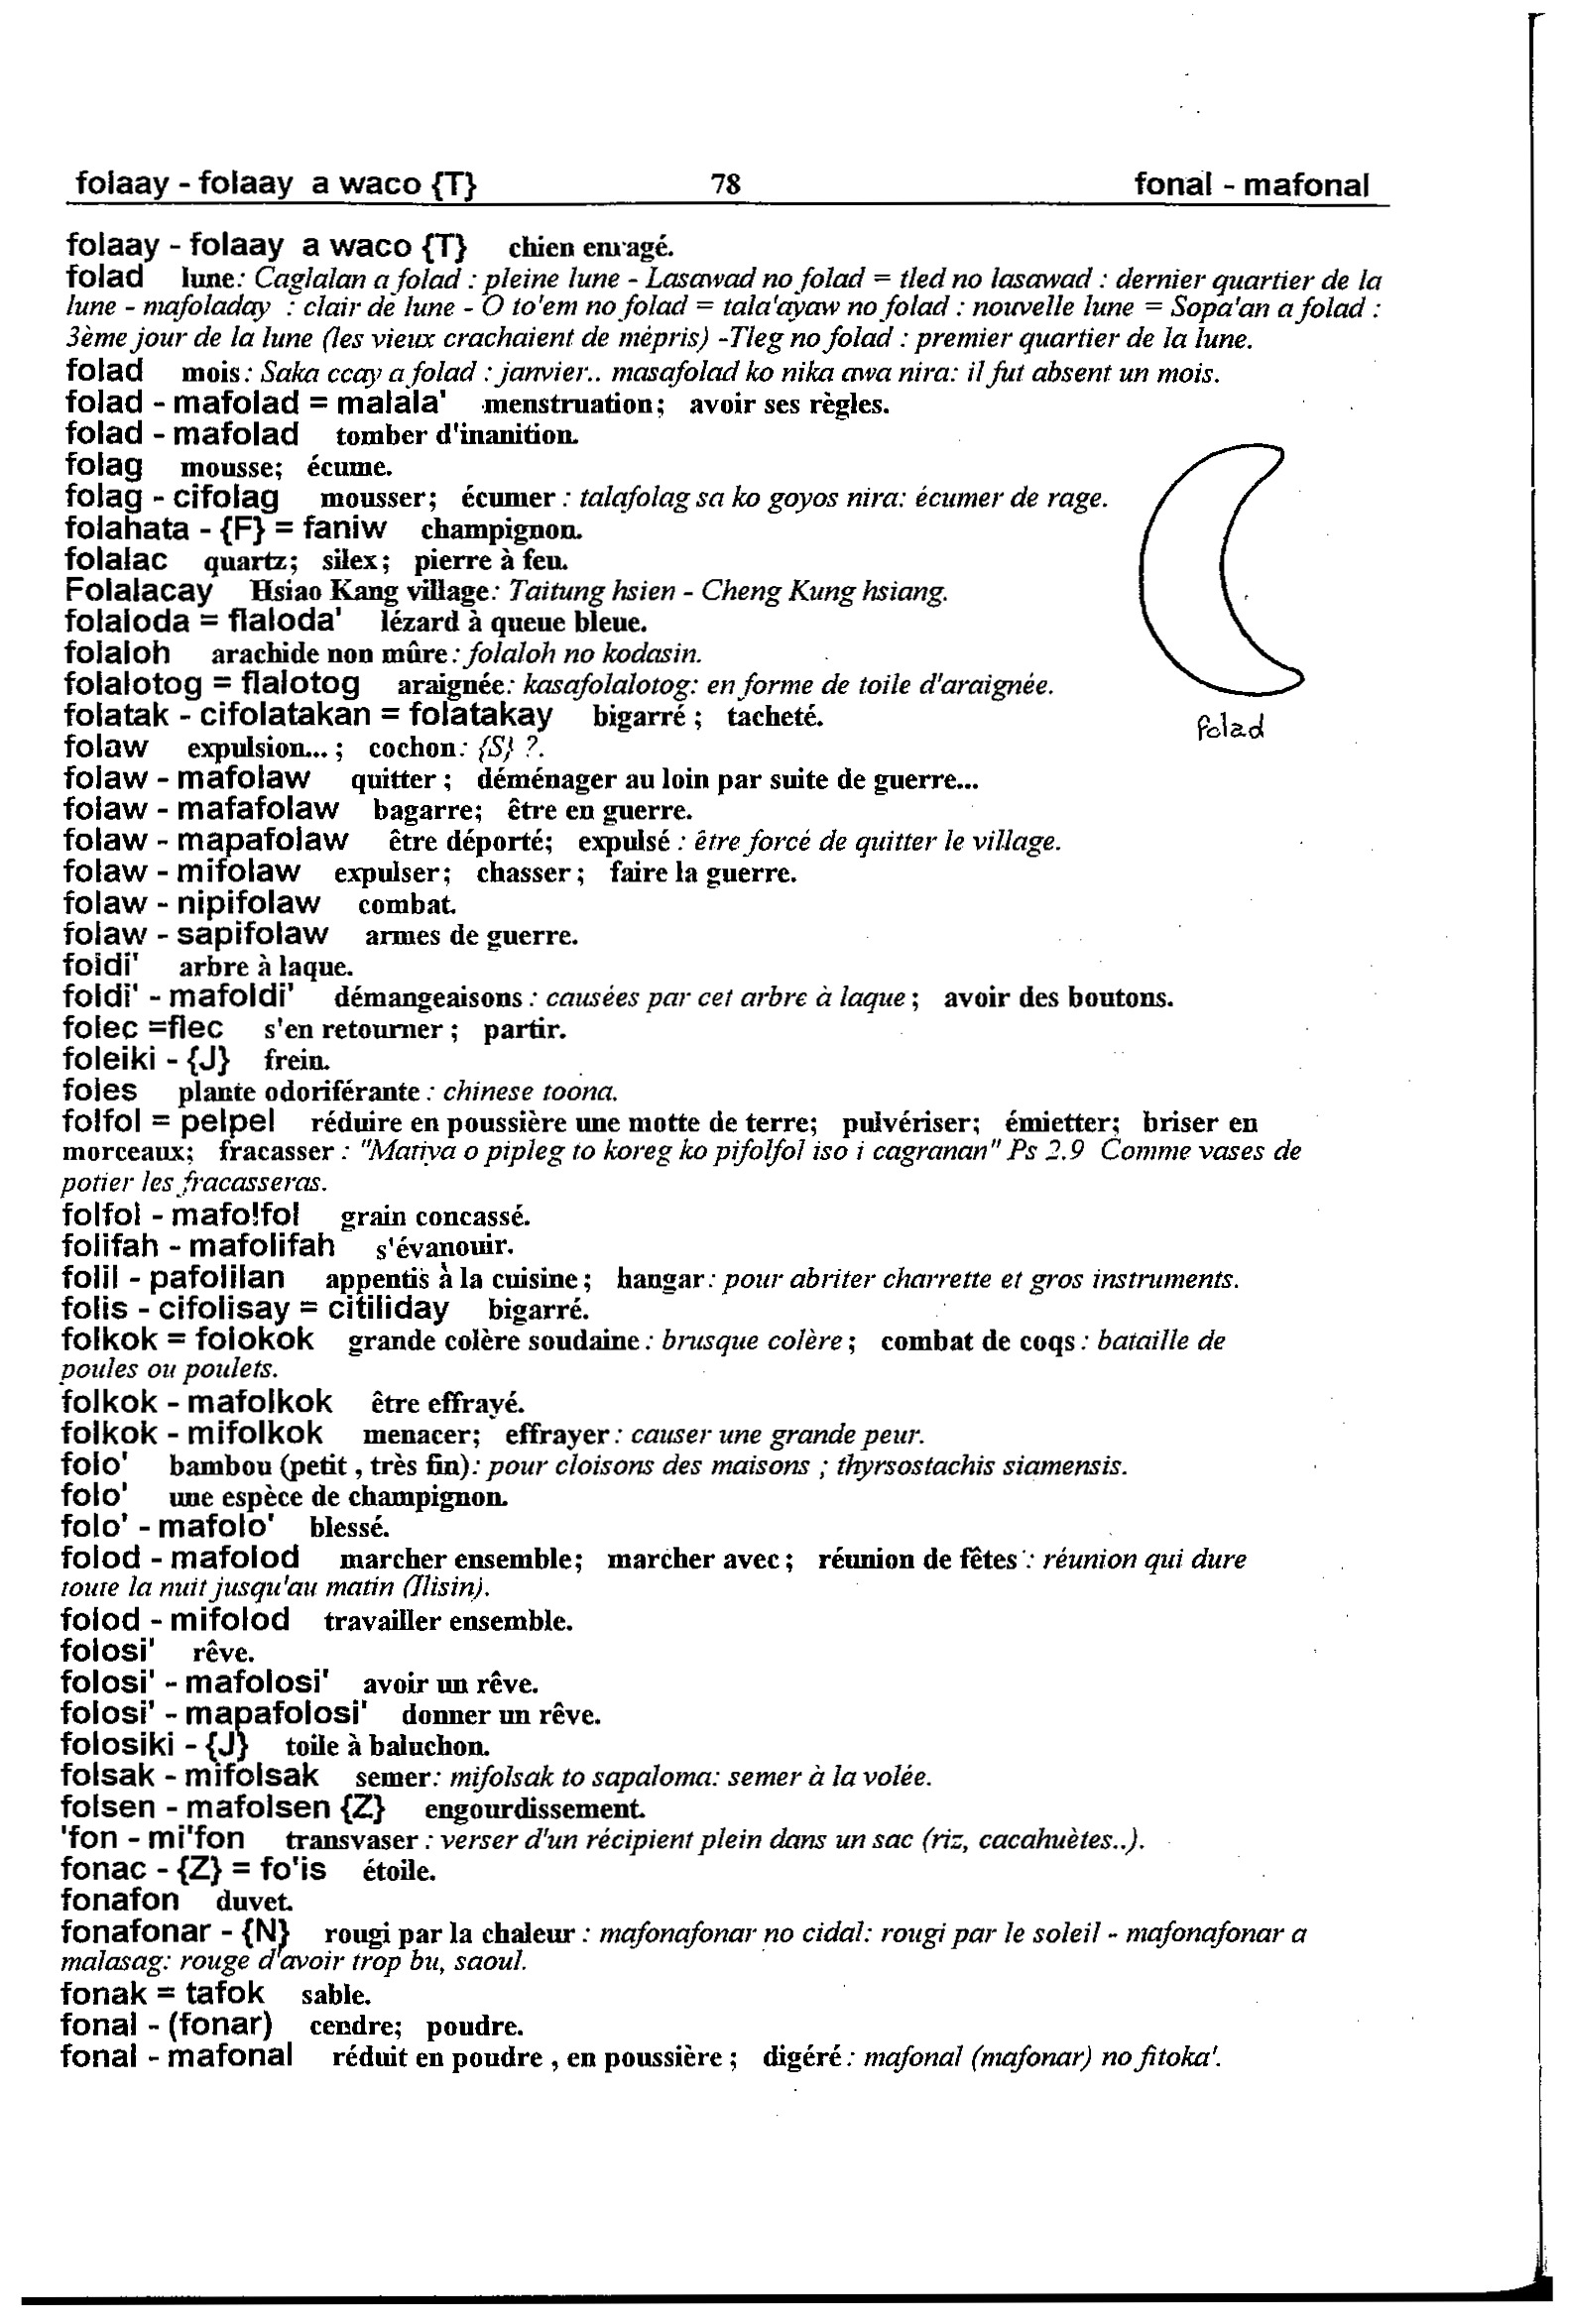 folaay - folaay a waco {T} 78 fonal - mafonal
folaay - folaay a waco {T} chien enragé.
folad lune: Caglalan a folad : pleine lune - Lasawad no folad = tled no lasawad : dernier quartier de la
lune - mafoladay : clair de lune - O to'em no folad = tala'ayaw no folad : nouvelle lune = Sopa'an a folad :
3ème jour de la lune (les vieux crachaient de mépris) -Tleg no folad : premier quartier de la lune.
folad mois: Saka ccay a folad : janvier.. masafolad ko nika awa nira: il fut absent un mois.
folad - mafolad = malala' menstruation; avoir ses règles.
folad - mafolad tomber d'inanition.
folag mousse; écume.
folag - cifolag mousser; écumer : talafolag sa ko goyos nira: écumer de rage.
folahata - {F} = faniw champignon.
folalac quartz; silex; pierre à feu.
Folalacay Hsiao Kang village: Taitung hsien - Cheng Kung hsiang.
folaloda = flaloda' lézard à queue bleue.
folaloh arachide non mûre: folaloh no kodasin.
folalotog = flalotog araignée: kasafolalotog: en forme de toile d'araignée.
folatak - cifolatakan = folatakay bigarré ; tacheté.
folad
folaw expulsion... ; cochon: {S} ?.
folaw - mafolaw quitter ; déménager au loin par suite de guerre...
folaw - mafafolaw bagarre; être en guerre.
folaw - mapafolaw être déporté; expulsé : être forcé de quitter le village.
folaw - mifolaw expulser; chasser; faire la guerre.
folaw - nipifolaw combat.
folaw - sapifolaw armes de guerre.
foldi' arbre à laque.
foldi' - mafoldi' démangeaisons : causées par cet arbre à laque ; avoir des boutons.
folec =flec s'en retourner ; partir.
foleiki - {J} frein.
foles plante odoriférante : chinese toona.
folfol = pelpel réduire en poussière une motte de terre; pulvériser; émietter; briser en
morceaux; fracasser : "Matiya o pipleg to koreg ko pifolfol iso i cagranan" Ps 2.9 Comme vases de
potier les fracasseras.
folfol - mafolfol grain concassé.
folifah - mafolifah s'évanouir.
folil - pafolilan appentis à la cuisine ; hangar: pour abriter charrette et gros instruments.
folis - cifolisay = citiliday bigarré.
folkok = folokok grande colère soudaine : brusque colère ; combat de coqs : bataille de
poules ou poulets.
folkok - mafolkok être effrayé.
folkok - mifolkok menacer; effrayer : causer une grande peur.
folo' bambou (petit , très fin): pour cloisons des maisons ; thyrsostachis siamensis.
folo' une espèce de champignon.
folo' - mafolo' blessé.
folod - mafolod marcher ensemble; marcher avec ; réunion de fêtes : réunion qui dure
toute la nuit jusqu'au matin (Ilisin).
folod - mifolod travailler ensemble.
folosi' rêve.
folosi' - mafolosi' avoir un rêve.
folosi' - mapafolosi' donner un rêve.
folosiki - {J} toile à baluchon.
folsak - mifolsak semer: mifolsak to sapaloma: semer à la volée.
folsen - mafolsen {Z} engourdissement.
'fon - mi'fon transvaser : verser d'un récipient plein dans un sac (riz, cacahuètes..).
fonac - {Z} = fo'is étoile.
fonafon duvet.
fonafonar - {N} rougi par la chaleur : mafonafonar no cidal: rougi par le soleil - mafonafonar a
malasag: rouge d'avoir trop bu, saoul.
fonak = tafok sable.
fonal - (fonar) cendre; poudre.
fonal - mafonal réduit en poudre , en poussière ; digéré : mafonal (mafonar) no fitoka'.